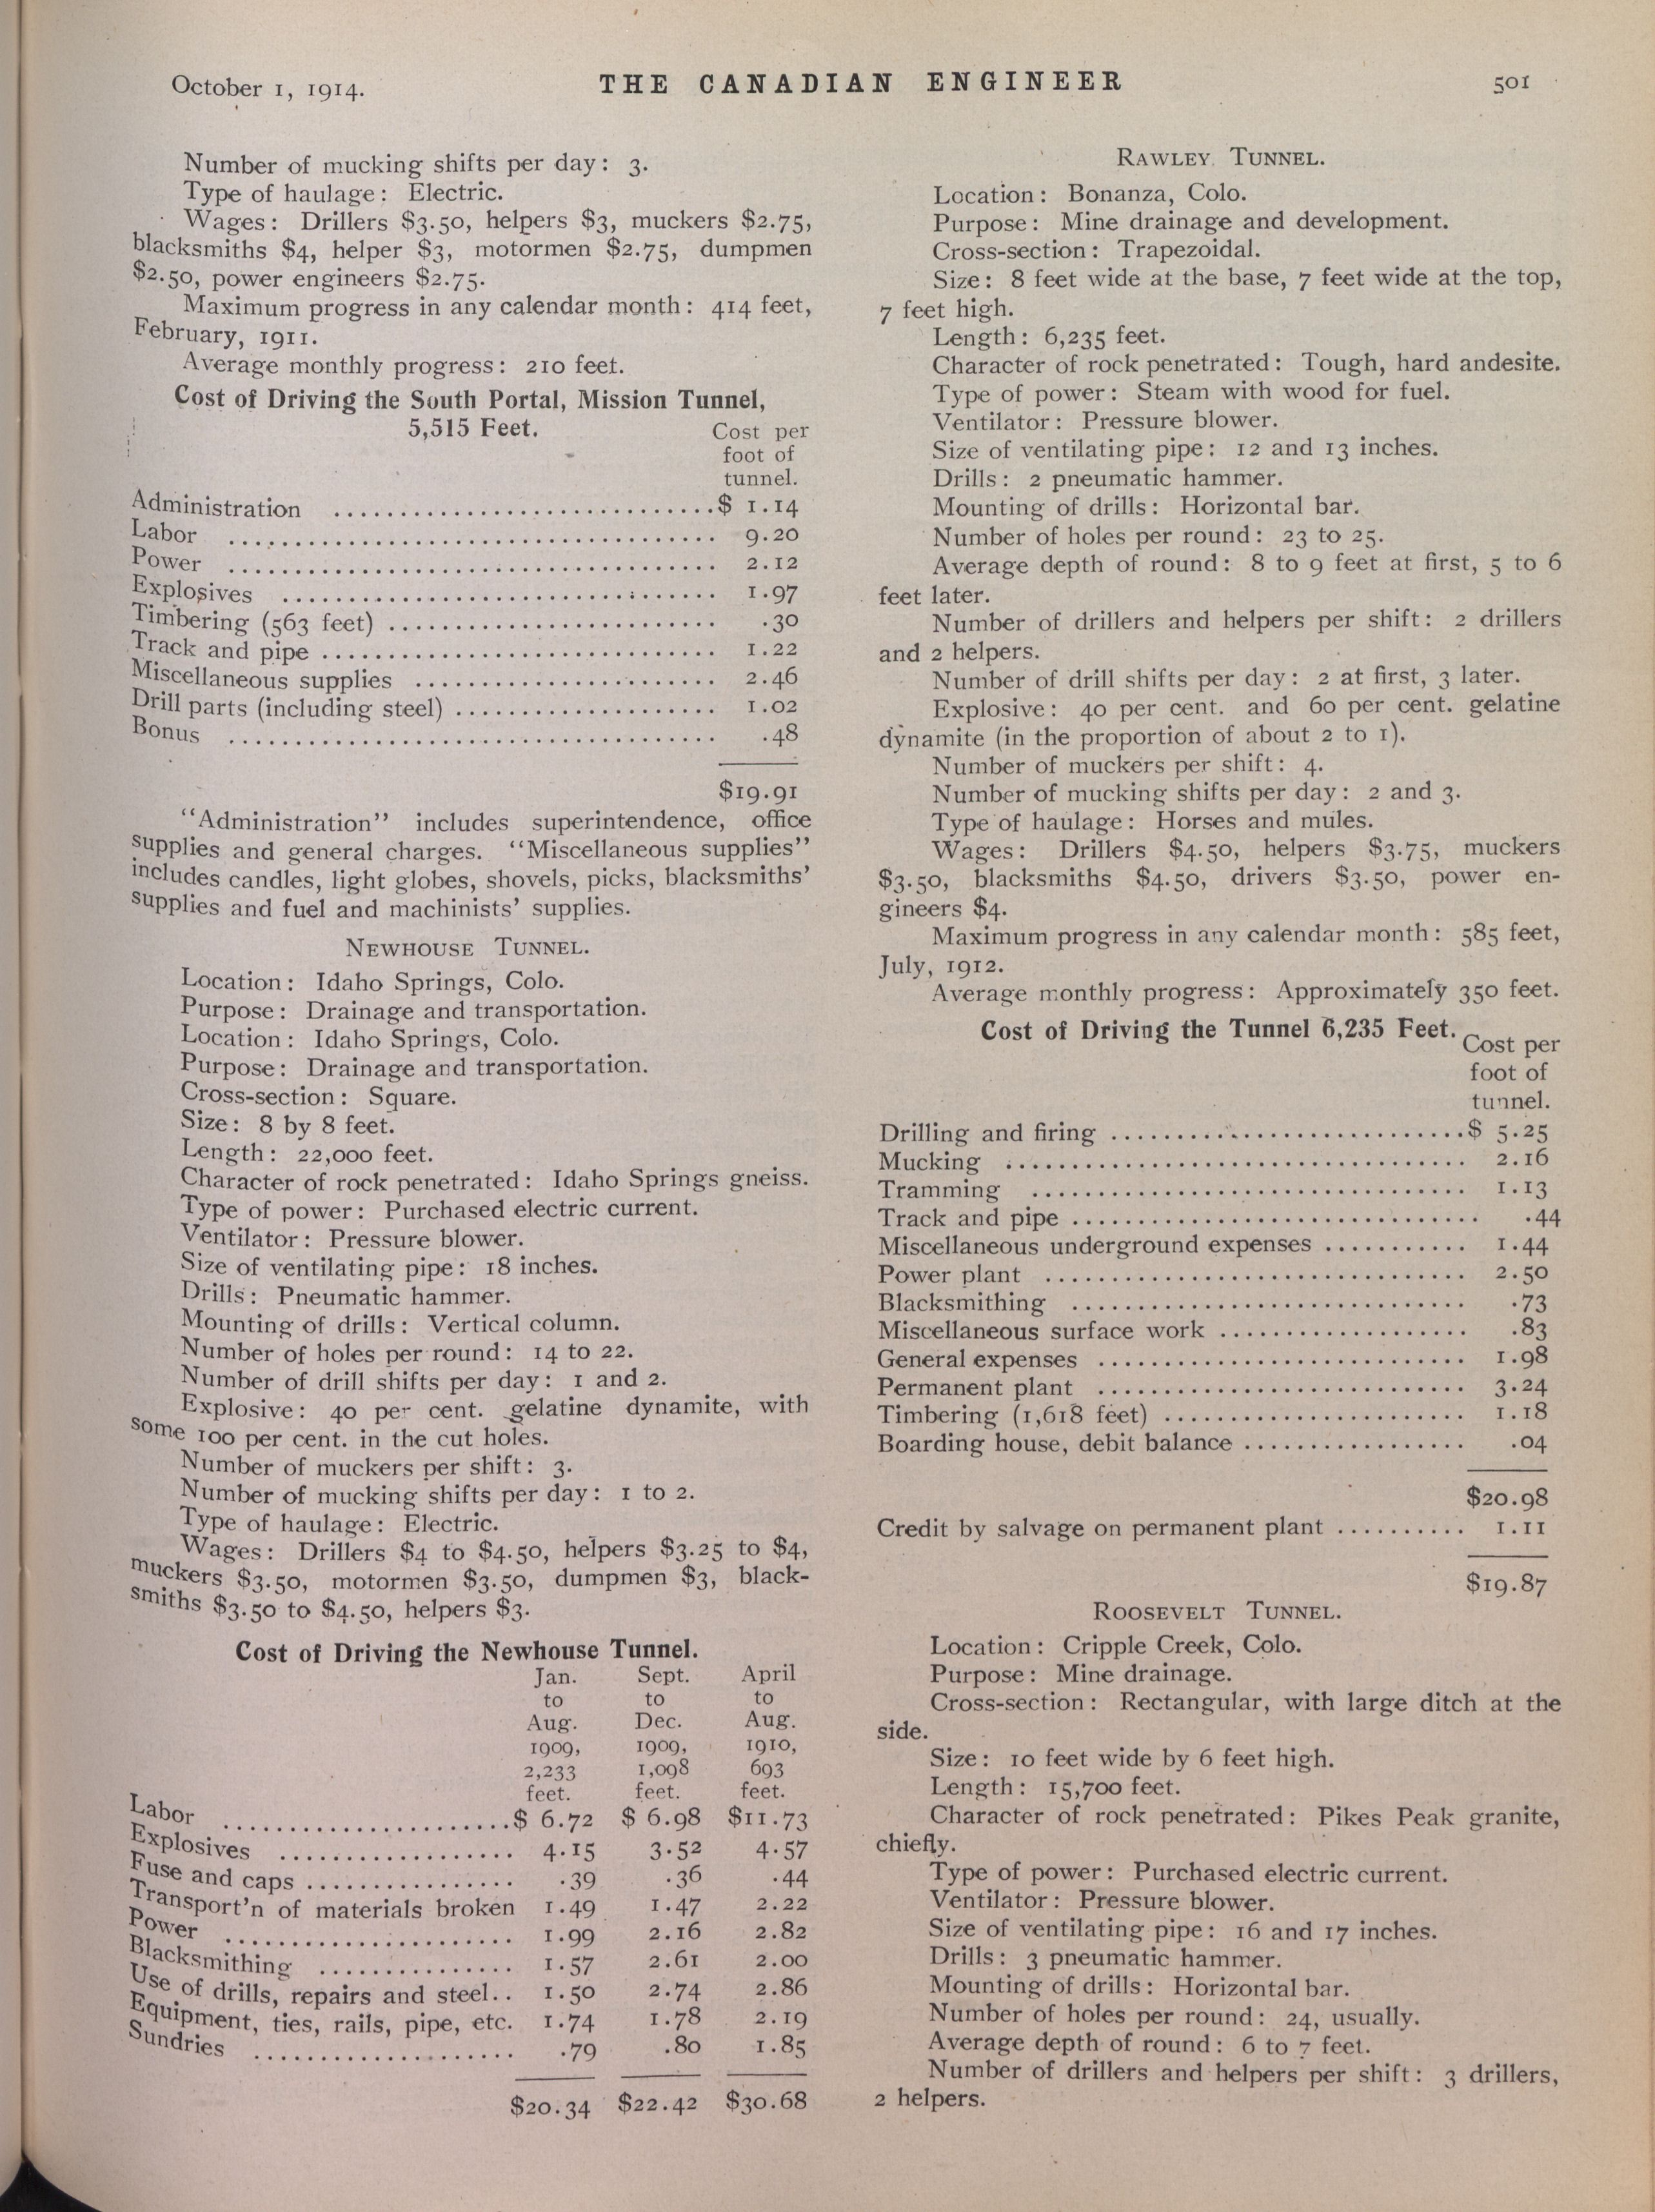 October 1, 1914.
THE CANADIAN ENGINEER
501
Number of mucking shifts per day: 3.
Type of haulage: Electric.
Wages: Drillers $3.50, helpers $3, muckers $2.75,
blacksmiths $4, helper $3, motormen $2.75, dumpmen
$2.50, power engineers $2.75.
Maximum progress in any calendar month: 414 feet,
February, 1911.
Average monthly progress: 210 feet.
Cost of Driving the South Portal, Mission Tunnel,
5,515 Feet.
Cost per
foot of
tunnel.
Administration .............................$ 1.14
Labor ..................................... 9.20
Power ..................................... 2.12
Explosives ................................. 1.97
Timbering (563 feet) ......................... .30
Track and pipe .............................. 1.22
Miscellaneous supplies ....................... 2.46
Drill parts (including steel) .................... 1.02
Bonus ..................................... .48
$19.91
"Administration" includes superintendence, office
supplies and general charges. "Miscellaneous supplies"
includes candles, light globes, shovels, picks, blacksmiths'
supplies and fuel and machinists' supplies.
NEWHOUSE TUNNEL.
Location: Idaho Springs, Colo.
Purpose: Drainage and transportation.
Location: Idaho Springs, Colo.
Purpose: Drainage and transportation.
Cross-section: Square.
Size: 8 by 8 feet.
Length: 22,000 feet.
Character of rock penetrated: Idaho Springs gneiss.
Type of power: Purchased electric current.
Ventilator: Pressure blower.
Size of ventilating pipe: 18 inches.
Drills: Pneumatic hammer.
Mounting of drills: Vertical column.
Number of holes per round: 14 to 22.
Number of drill shifts per day: 1 and 2.
Explosive: 40 per cent. gelatine dynamite, with
some 100 per cent. in the cut holes.
Number of muckers per shift: 3.
Number of mucking shifts per day: 1 to 2.
Type of haulage: Electric.
Wages: Drillers $4 to $4.50, helpers $3.25 to $4,
muckers $3.50, motormen $3.50, dumpmen $3, black-
smiths $3.50 to $4.50, helpers $3.
Cost of Driving the Newhouse Tunnel.
Jan. Sept. April
to to to
Aug. Dec. Aug.
1909, 1909, 1910,
2,233 1,098 693
feet. feet. feet.
Labor ......................$ 6.72 $ 6.98 $11.73
Explosives .................. 4.15 3.52 4.57
Fuse and caps ................ .39 .36 .44
Transport'n of materials broken 1.49 1.47 2.22
Power ...................... 1.99 2.16 2.82
Blacksmithing ............... 1.57 2.61 2.00
Use of drills, repairs and steel.. 1.50 2.74 2.86
Equipment, ties, rails, pipe, etc. 1.74 1.78 2.19
Sundries .................... .79 .80 1.85
$20.34 $22.42 $30.68
RAWLEY TUNNEL.
Location: Bonanza, Colo.
Purpose: Mine drainage and development.
Cross-section: Trapezoidal.
Size: 8 feet wide at the base, 7 feet wide at the top,
7 feet high.
Length: 6,235 feet.
Character of rock penetrated: Tough, hard andesite.
Type of power: Steam with wood for fuel.
Ventilator: Pressure blower.
Size of ventilating pipe: 12 and 13 inches.
Drills: 2 pneumatic hammer.
Mounting of drills: Horizontal bar.
Number of holes per round: 23 to 25.
Average depth of round: 8 to 9 feet at first, 5 to 6
feet later.
Number of drillers and helpers per shift: 2 drillers
and 2 helpers.
Number of drill shifts per day: 2 at first, 3 later.
Explosive: 40 per cent. and 60 per cent. gelatine
dynamite (in the proportion of about 2 to 1).
Number of muckers per shift: 4.
Number of mucking shifts per day: 2 and 3.
Type of haulage: Horses and mules.
Wages: Drillers $4.50, helpers $3.75, muckers
$3.50, blacksmiths $4.50, drivers $3.50, power en-
gineers $4.
Maximum progress in any calendar month: 585 feet,
July, 1912.
Average monthly progress: Approximately 350 feet.
Cost of Driving the Tunnel 6,235 Feet.
Cost per
foot of
tunnel.
Drilling and firing ...........................$ 5.25
Mucking ................................... 2.16
Tramming ................................. 1.13
Track and pipe ............................... .44
Miscellaneous underground expenses ........... 1.44
Power plant ................................ 2.50
Blacksmithing .............................. .73
Miscellaneous surface work ................... .83
General expenses ............................ 1.98
Permanent plant ............................ 3.24
Timbering (1,618 feet) ....................... 1.18
Boarding house, debit balance ................. .04
$20.98
Credit by salvage on permanent plant .......... 1.11
$19.87
ROOSEVELT TUNNEL.
Location: Cripple Creek, Colo.
Purpose: Mine drainage.
Cross-section: Rectangular, with large ditch at the
side.
Size: 10 feet wide by 6 feet high.
Length: 15,700 feet.
Character of rock penetrated: Pikes Peak granite,
chiefly.
Type of power: Purchased electric current.
Ventilator: Pressure blower.
Size of ventilating pipe: 16 and 17 inches.
Drills: 3 pneumatic hammer.
Mounting of drills: Horizontal bar.
Number of holes per round: 24, usually.
Average depth of round: 6 to 7 feet.
Number of drillers and helpers per shift: 3 drillers,
2 helpers.